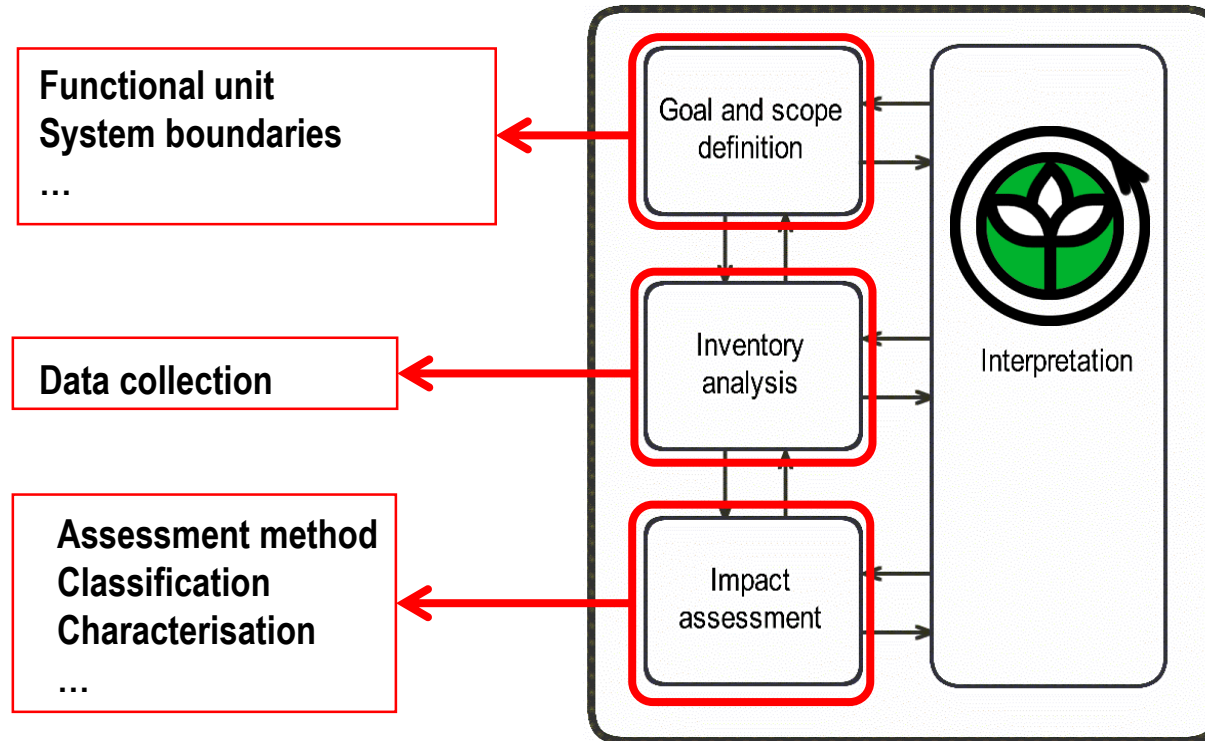 Functional unit
System boundaries
…
Goal and scope
definition
Data collection
Inventory
analysis
Interpretation
Assessment method
Classification
Characterisation
…
Impact
assessment